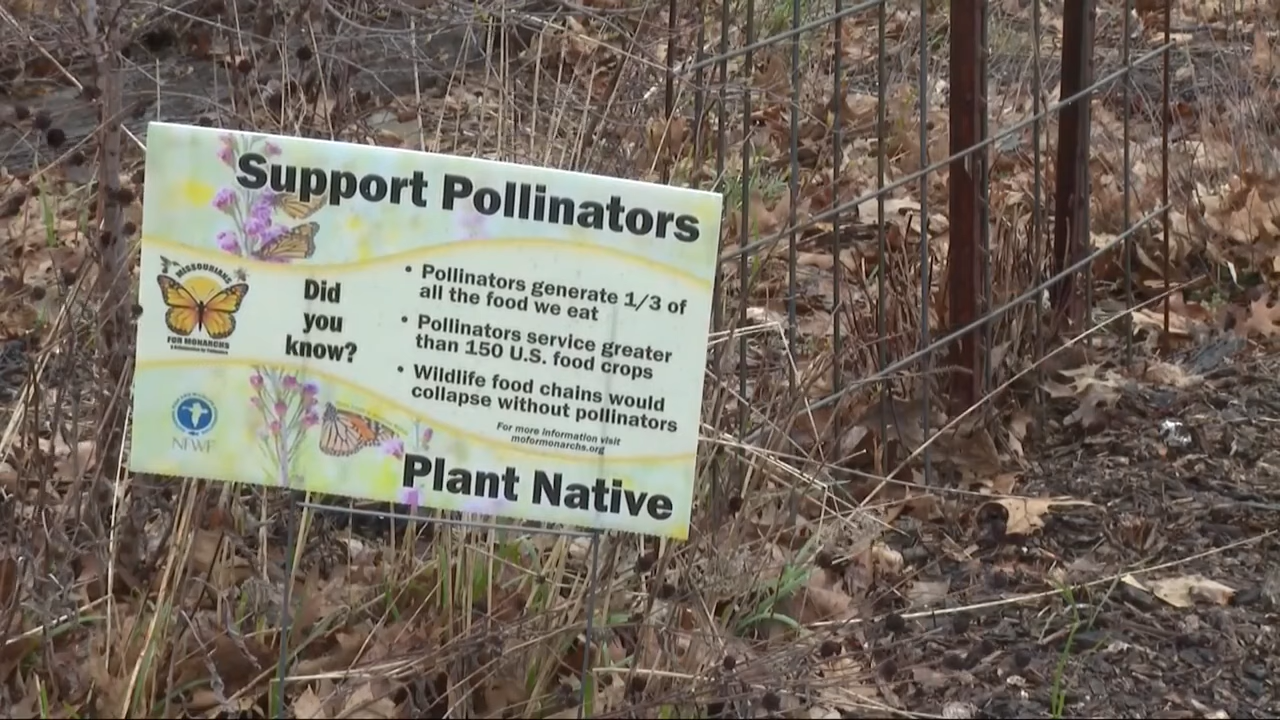 Support Pollinators
MISSOURIANS
FOR MONARCHS
Did
you
know?
• Pollinators generate 1/3 of
all the food we eat
• Pollinators service greater
than 150 U.S. food crops
• Wildlife food chains would
collapse without pollinators
For more information visit
moformonarchs.org
NFWF
Plant Native